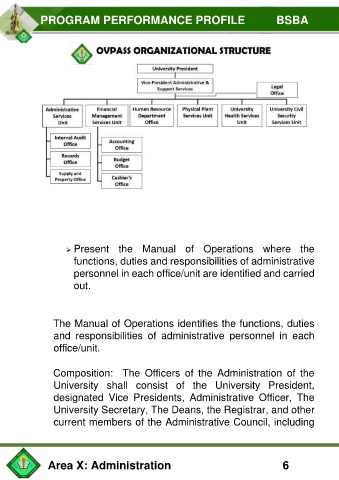 PROGRAM PERFORMANCE PROFILE BSBA
OVPASS ORGANIZATIONAL STRUCTURE
University President
Vice President Administrative &
Support Services
Legal
Office
Administrative
Services
Unit
Financial
Management
Services Unit
Human Resource
Department
Office
Physical Plant
Services Unit
University
Health Services
Unit
University Civil
Security
Services Unit
Internal Audit
Office
Records
Office
Supply and
Property Office
Accounting
Office
Budget
Office
Cashier's
Office
➢ Present the Manual of Operations where the
functions, duties and responsibilities of administrative
personnel in each office/unit are identified and carried
out.
The Manual of Operations identifies the functions, duties
and responsibilities of administrative personnel in each
office/unit.
Composition: The Officers of the Administration of the
University shall consist of the University President,
designated Vice Presidents, Administrative Officer, The
University Secretary, The Deans, the Registrar, and other
current members of the Administrative Council, including
Area X: Administration 6